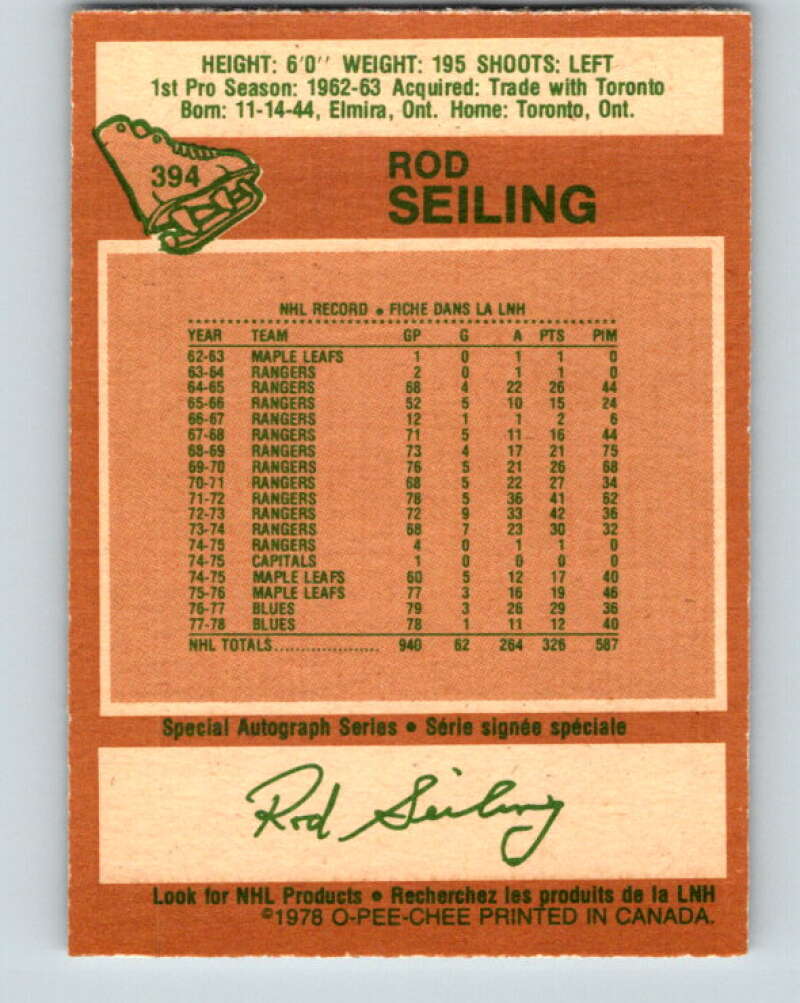 HEIGHT: 6'0'' WEIGHT: 195 SHOOTS: LEFT
1st Pro Season: 1962-63 Acquired: Trade with Toronto
Born: 11-14-44, Elmira, Ont. Home: Toronto, Ont.
394
ROD
SEILING
NHL RECORD • FICHE DANS LA LNH
YEAR TEAM GP G A PTS PIM
62-63 MAPLE LEAFS 1 0 1 1 0
63-64 RANGERS 2 0 1 1 0
64-65 RANGERS 68 4 22 26 44
65-66 RANGERS 52 5 10 15 24
66-67 RANGERS 12 1 1 2 6
67-68 RANGERS 71 5 11 16 44
68-69 RANGERS 73 4 17 21 75
69-70 RANGERS 76 5 21 26 68
70-71 RANGERS 68 5 22 27 34
71-72 RANGERS 78 5 36 41 62
72-73 RANGERS 72 9 33 42 36
73-74 RANGERS 68 7 23 30 32
74-75 RANGERS 4 0 1 1 0
74-75 CAPITALS 1 0 0 0 0
74-75 MAPLE LEAFS 60 5 12 17 40
75-76 MAPLE LEAFS 77 3 16 19 46
76-77 BLUES 79 3 26 29 36
77-78 BLUES 78 1 11 12 40
NHL TOTALS........................ 940 62 264 326 587
Special Autograph Series • Série signée spéciale
Rod Seiling
Look for NHL Products • Recherchez les produits de la LNH
©1978 O-PEE-CHEE PRINTED IN CANADA.